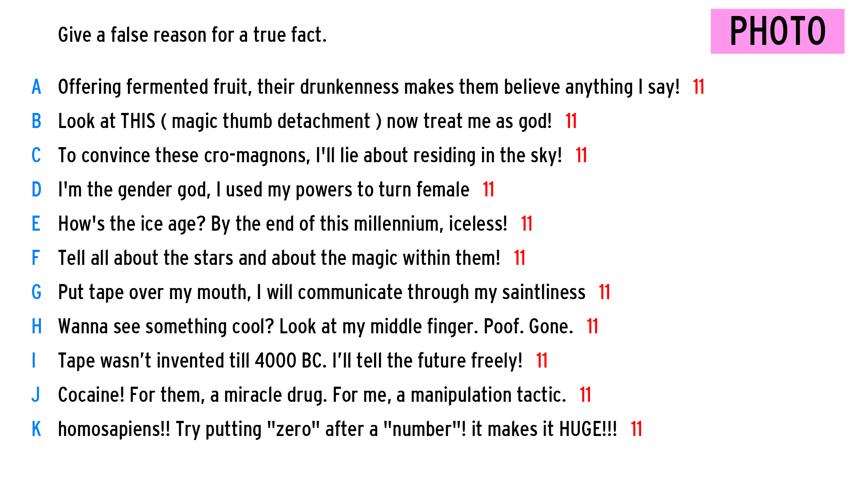 Give a false reason for a true fact.
PHOTO
A Offering fermented fruit, their drunkenness makes them believe anything I say! 11
B Look at THIS ( magic thumb detachment ) now treat me as god! 11
C To convince these cro-magnons, I'll lie about residing in the sky! 11
D I'm the gender god, I used my powers to turn female 11
E How's the ice age? By the end of this millennium, iceless! 11
F Tell all about the stars and about the magic within them! 11
G Put tape over my mouth, I will communicate through my saintliness 11
H Wanna see something cool? Look at my middle finger. Poof. Gone. 11
I Tape wasn’t invented till 4000 BC. I’ll tell the future freely! 11
J Cocaine! For them, a miracle drug. For me, a manipulation tactic. 11
K homosapiens!! Try putting "zero" after a "number"! it makes it HUGE!!! 11